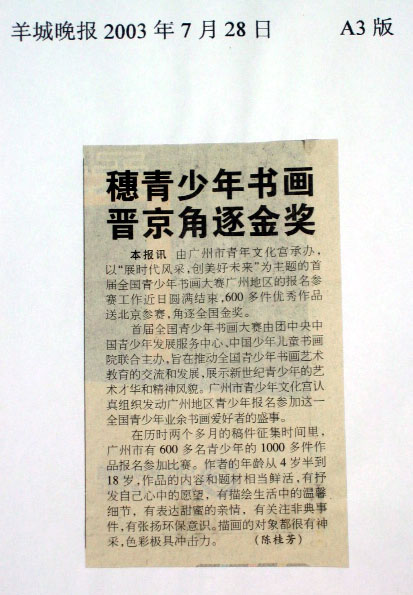 羊城晚报 2003 年 7 月 28 日 A3 版
穗青少年书画
晋京角逐金奖
本报讯 由广州市青年文化宫承办，
以“展时代风采，创美好未来”为主题的首
届全国青少年书画大赛广州地区的报名参
赛工作近日圆满结束，600 多件优秀作品
送北京参赛，角逐全国金奖。
首届全国青少年书画大赛由团中央中
国青少年发展服务中心、中国少年儿童书画
院联合主办，旨在推动全国青少年书画艺术
教育的交流和发展，展示新世纪青少年的艺
术才华和精神风貌。广州市青少年文化宫认
真组织发动广州地区青少年报名参加这一
全国青少年业余书画爱好者的盛事。
在历时两个多月的稿件征集时间里，
广州市有 600 多名青少年的 1000 多件作
品报名参加比赛。作者的年龄从 4 岁半到
18 岁，作品的内容和题材相当鲜活，有抒
发自己心中的愿望，有描绘生活中的温馨
细节，有表达甜蜜的亲情，有关注非典事
件，有张扬环保意识。描画的对象都很有神
采，色彩极具冲击力。 （陈桂芳）